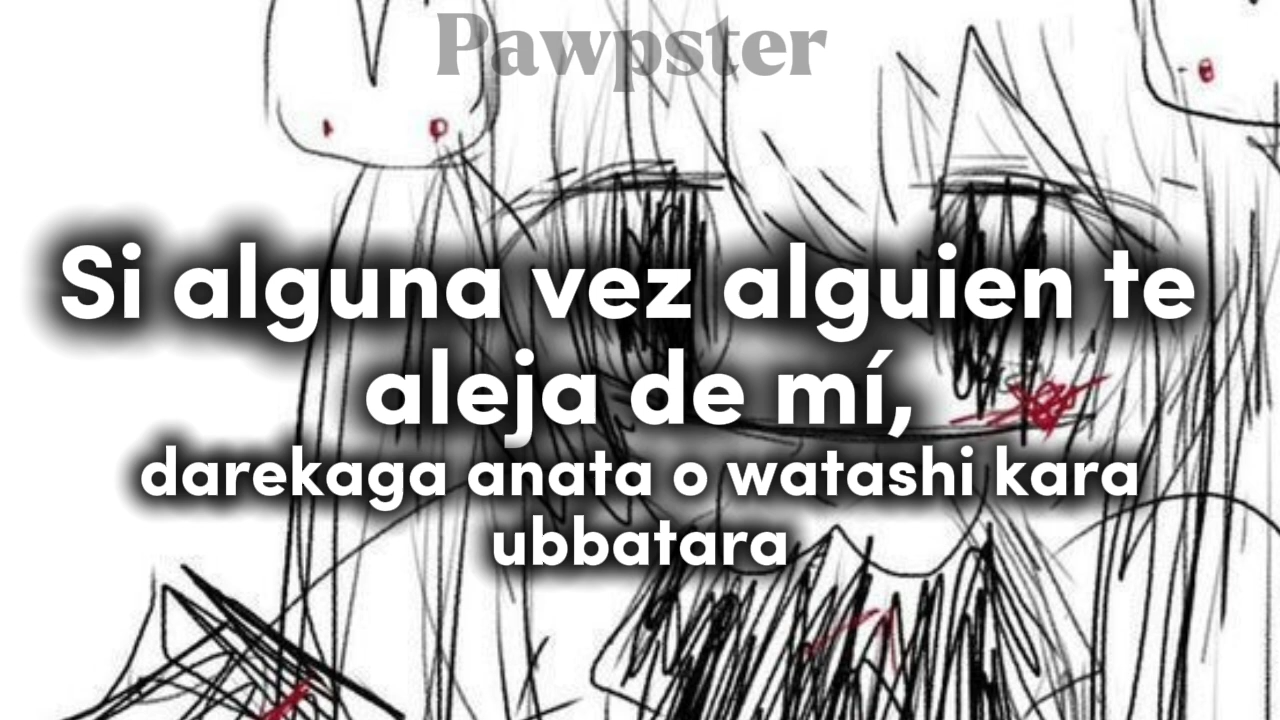 Pawpster
Si alguna vez alguien te
aleja de mí,
darekaga anata o watashi kara
ubbatara